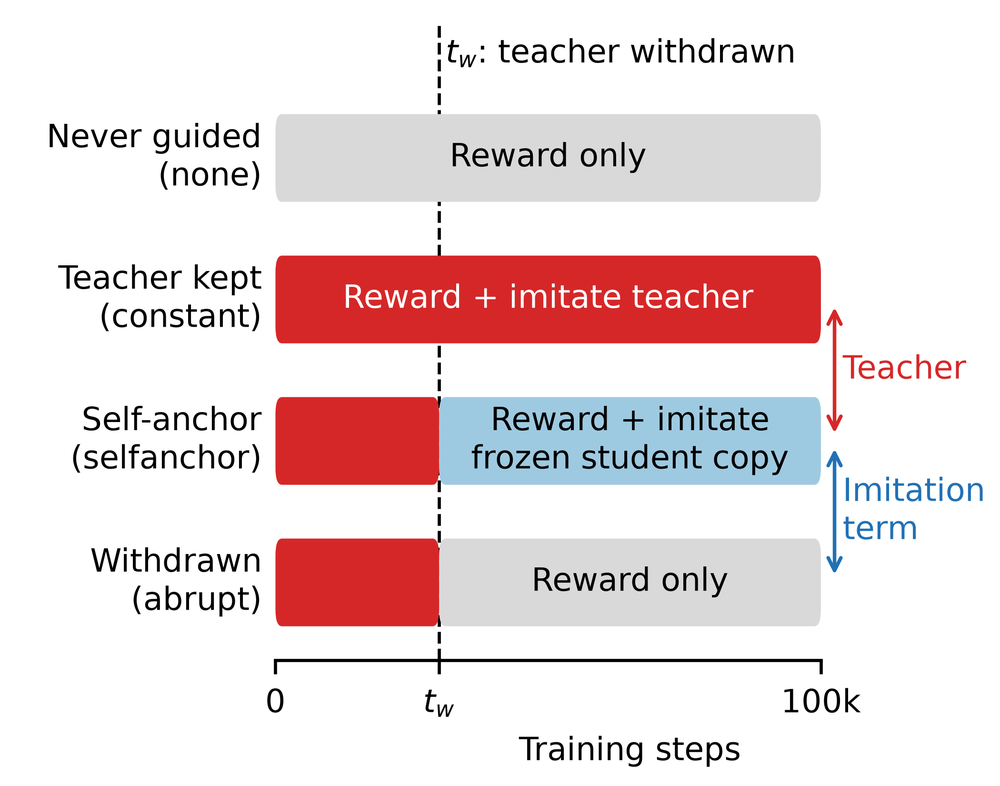 t_w: teacher withdrawn
Never guided
(none)
Reward only
Teacher kept
(constant)
Reward + imitate teacher
Teacher
Self-anchor
(selfanchor)
Reward + imitate
frozen student copy
Imitation
term
Withdrawn
(abrupt)
Reward only
0
t_w
100k
Training steps